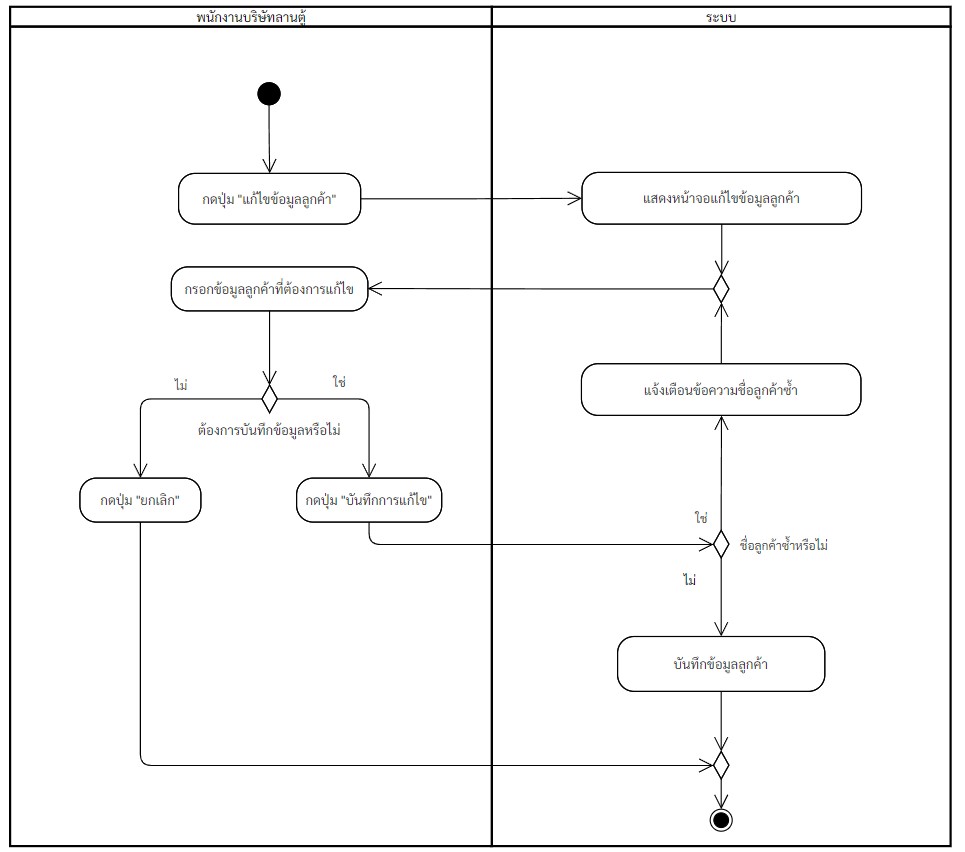 พนักงานบริษัทลานตู้
ระบบ
กดปุ่ม "แก้ไขข้อมูลลูกค้า"
แสดงหน้าจอแก้ไขข้อมูลลูกค้า
กรอกข้อมูลลูกค้าที่ต้องการแก้ไข
ไม่
ใช่
แจ้งเตือนข้อความชื่อลูกค้าซ้ำ
ต้องการบันทึกข้อมูลหรือไม่
กดปุ่ม "ยกเลิก"
กดปุ่ม "บันทึกการแก้ไข"
ใช่
ชื่อลูกค้าซ้ำหรือไม่
ไม่
บันทึกข้อมูลลูกค้า